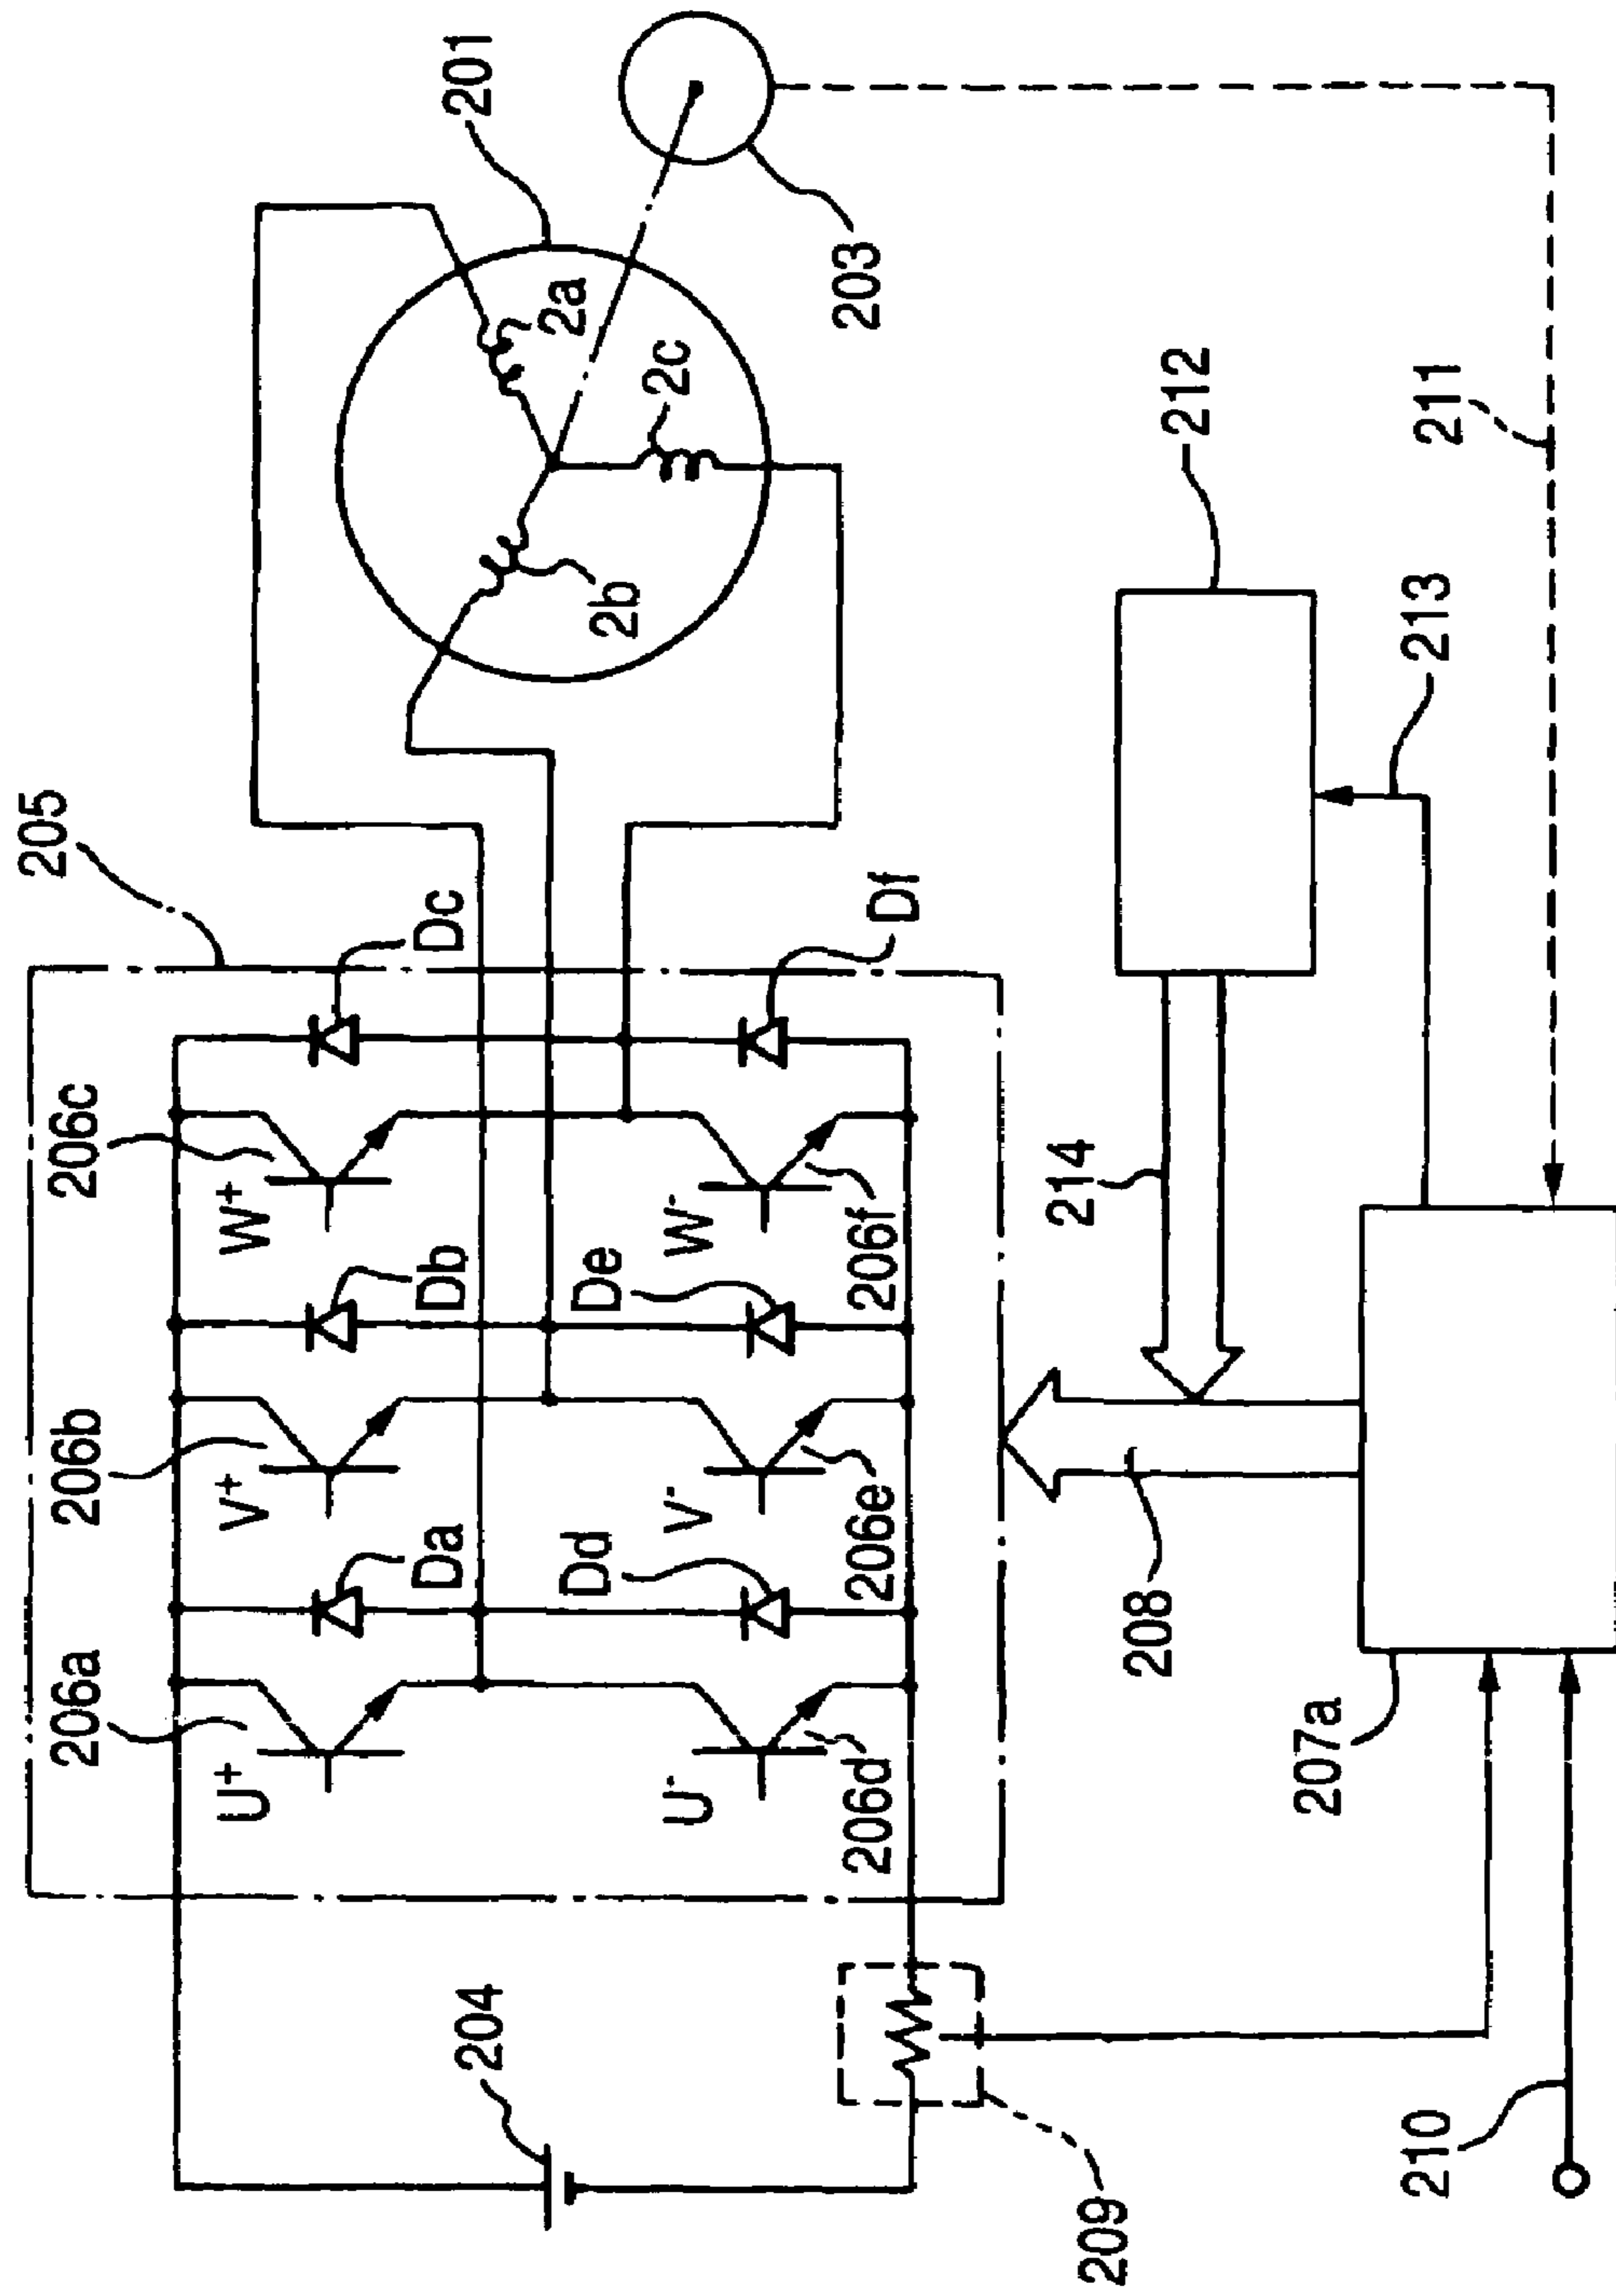 205
201
206a
206b
206c
U+
V+
W+
Da
Db
Dc
2a
2b
2c
204
Dd
De
Df
U-
V-
W-
206d
206e
206f
203
209
208
214
212
207a
213
211
210